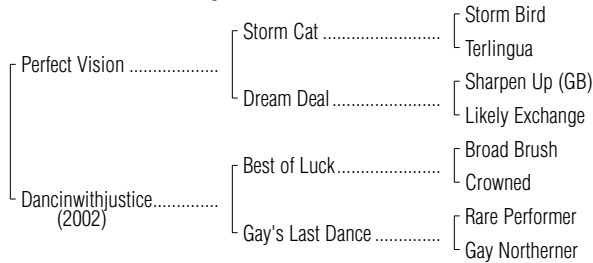 Storm Bird
Storm Cat ........................
Terlingua
Perfect Vision ...................
Sharpen Up (GB)
Dream Deal ......................
Likely Exchange
Broad Brush
Best of Luck.....................
Crowned
Dancinwithjustice..............
(2002)
Rare Performer
Gay's Last Dance ..............
Gay Northerner